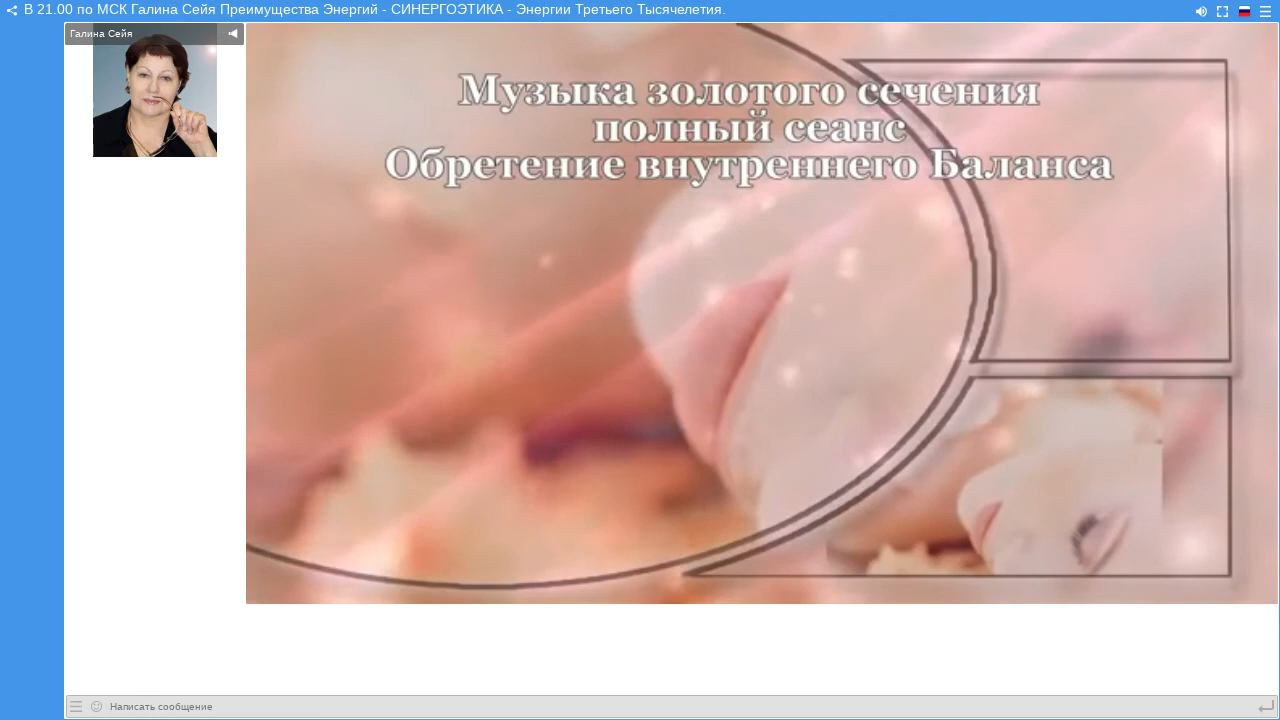 В 21.00 по МСК Галина Сейя Преимущества Энергий - СИНЕРГОЭТИКА - Энергии Третьего Тысячелетия.
Галина Сейя
Музыка золотого сечения
полный сеанс
Обретение внутреннего Баланса
Написать сообщение